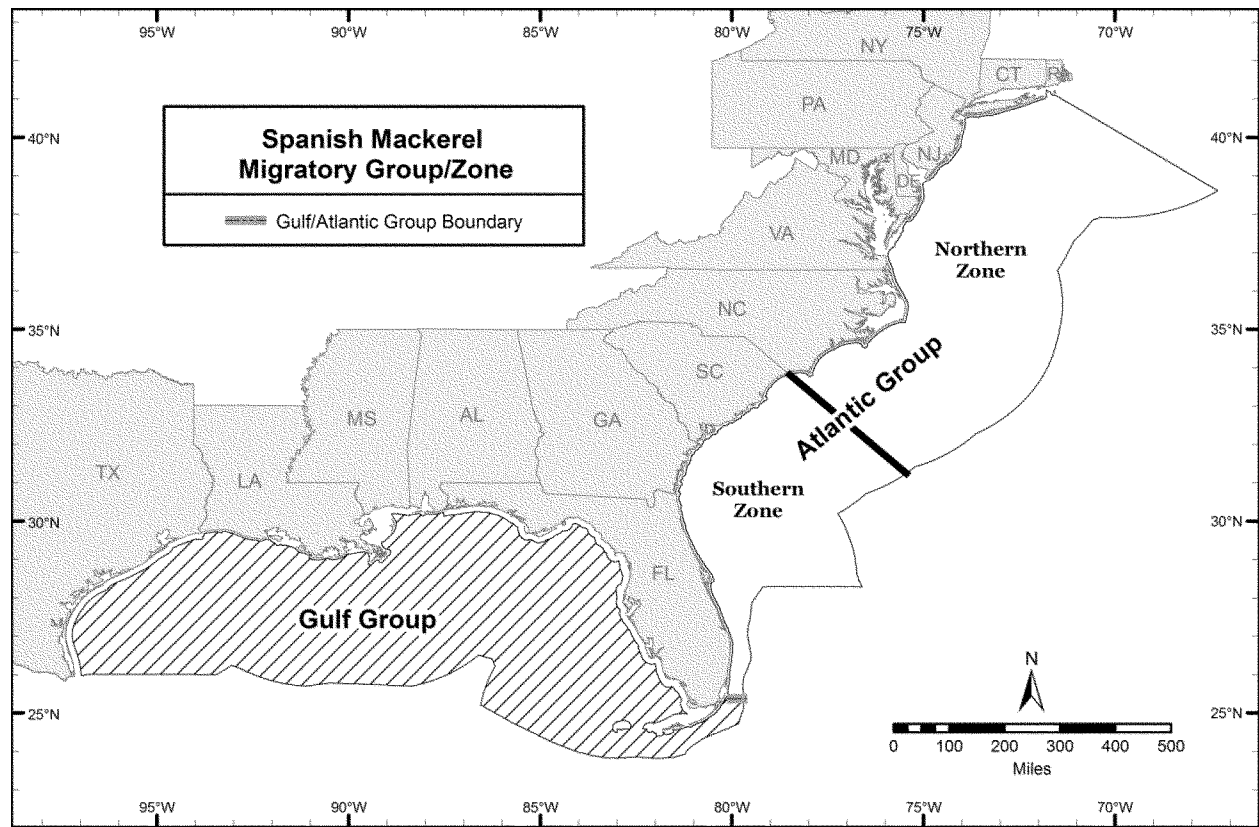 95°W 90°W 85°W 80°W 75°W 70°W
NY
CT RI
PA
40°N 40°N
Spanish Mackerel
Migratory Group/Zone
MD NJ
DE
Gulf/Atlantic Group Boundary
VA
Northern
Zone
NC
35°N 35°N
SC
Atlantic Group
MS AL GA
TX
LA
Southern
Zone
30°N 30°N
FL
Gulf Group
N
25°N 25°N
0 100 200 300 400 500
Miles
95°W 90°W 85°W 80°W 75°W 70°W